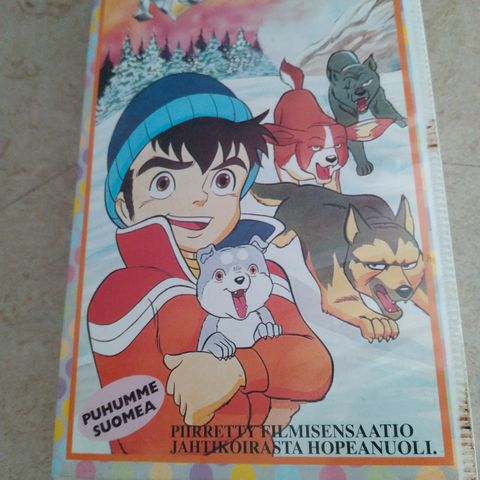 PUHUMME
SUOMEA
PIIRRETTY FILMISENSAATIO
JAHTIKOIRASTA HOPEANUOLI.